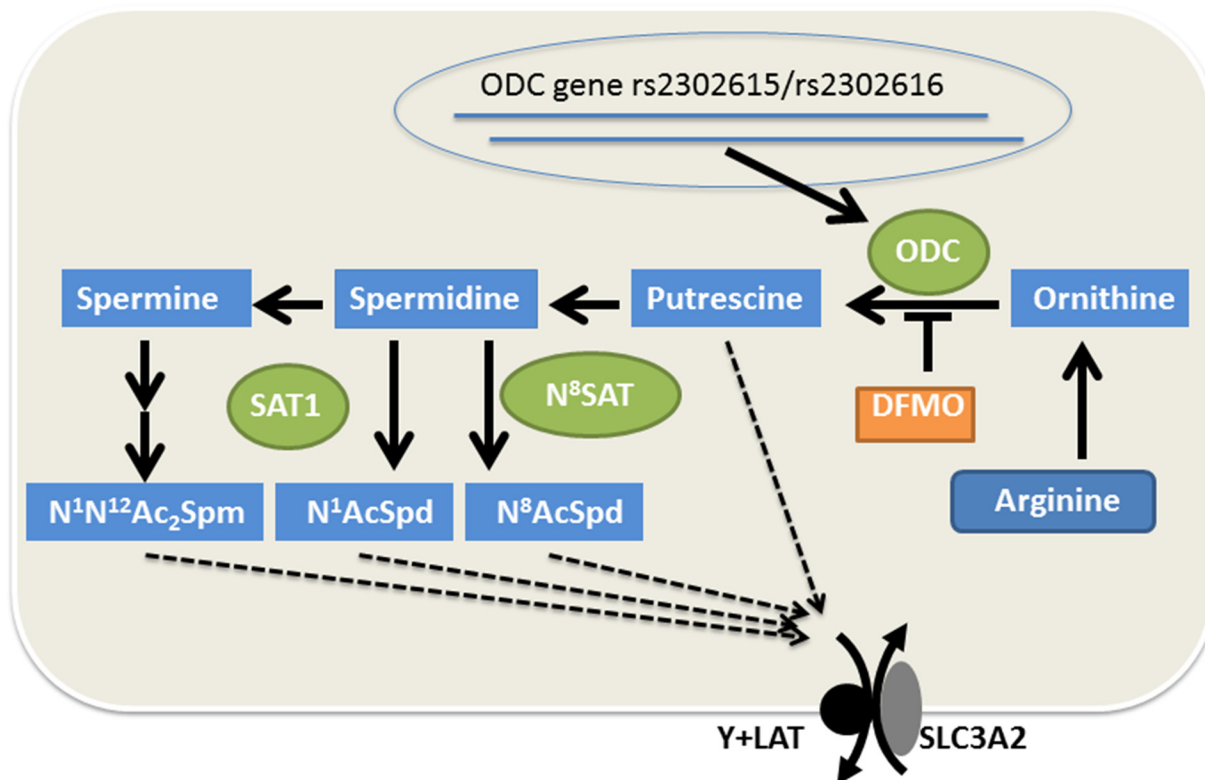 ODC gene rs2302615/rs2302616
ODC
Spermine
Spermidine
Putrescine
Ornithine
SAT1
N⁸SAT
DFMO
N¹N¹²Ac₂Spm
N¹AcSpd
N⁸AcSpd
Arginine
Y+LAT
SLC3A2